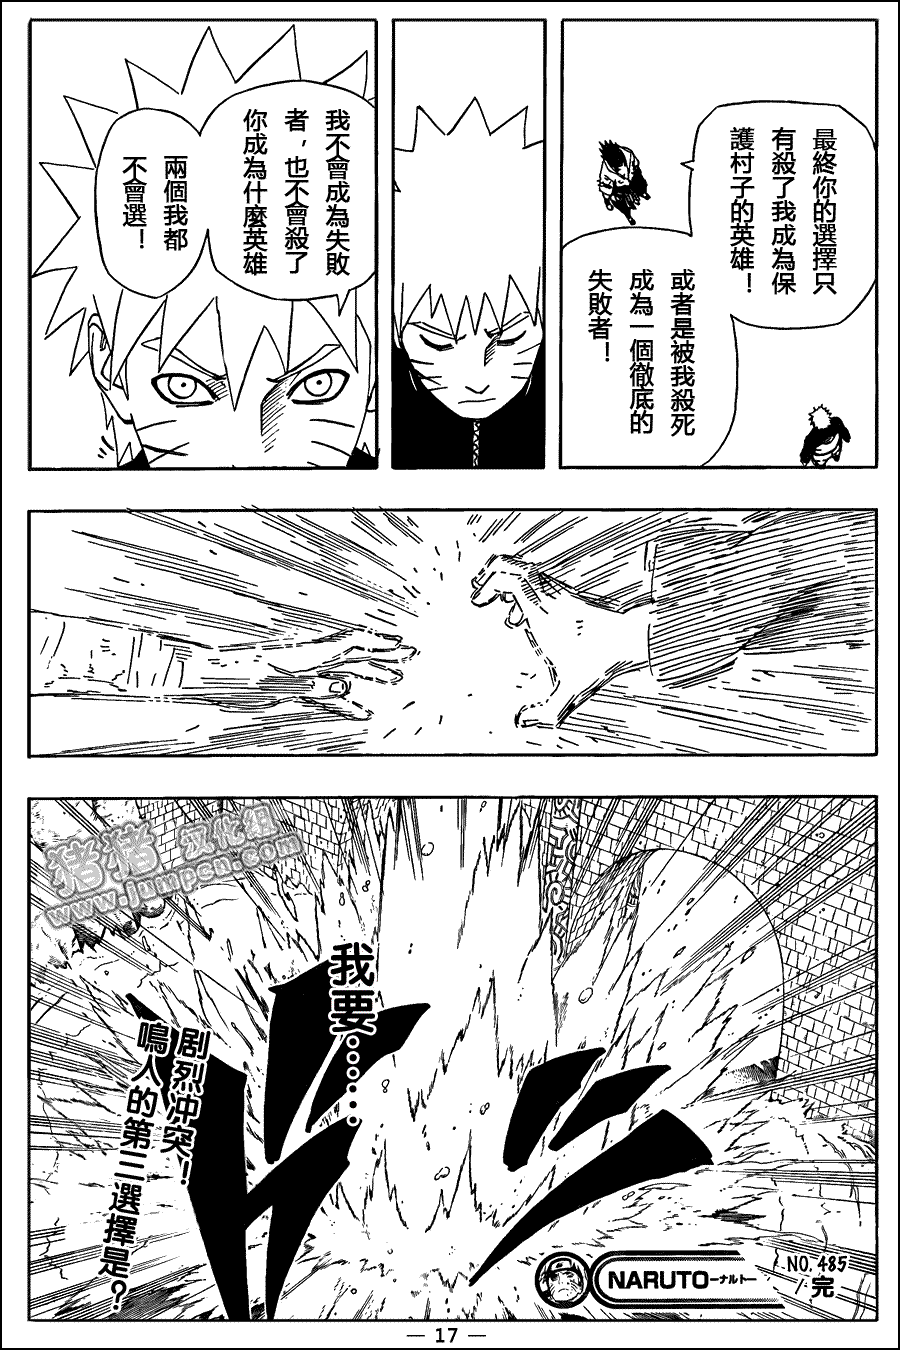 最終你的選擇只
有殺了我成為保
護村子的英雄！
或者是被我殺死
成為一個徹底的
失敗者！
我不會成為失敗
者，也不會殺了
你成為什麼英雄
兩個我都
不會選！
猪猪 汉化组
www.jumpcn.com
我要……
剧烈冲突！
鳴人的第三選擇是？
NARUTO―ナルト―
NO. 485
完
— 17 —